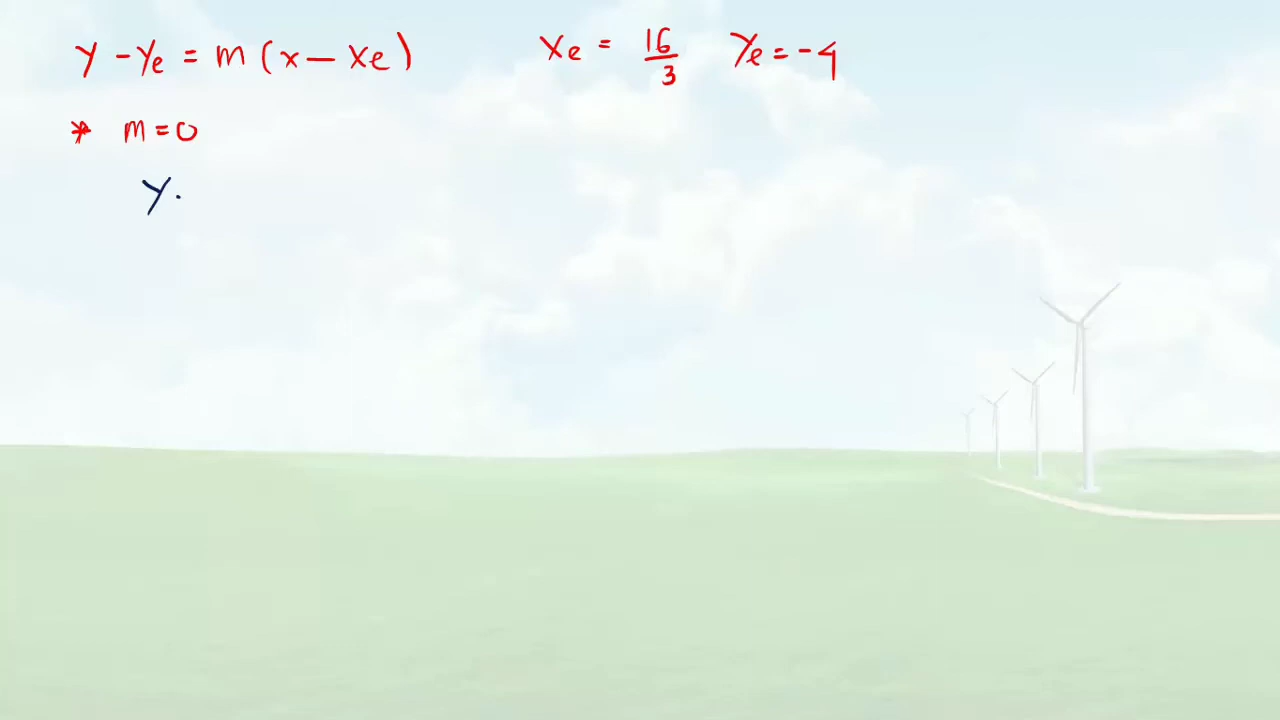 y - ye = m (x - xe) xe = 16/3 ye = -4
* m = 0
y.